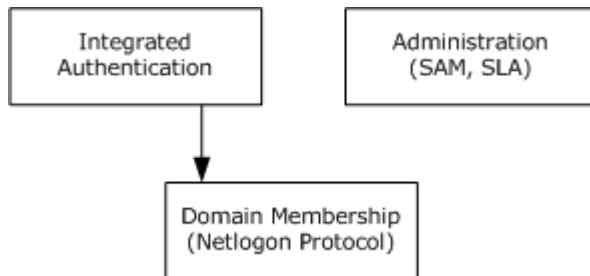 Integrated
Authentication
Administration
(SAM, SLA)
Domain Membership
(Netlogon Protocol)